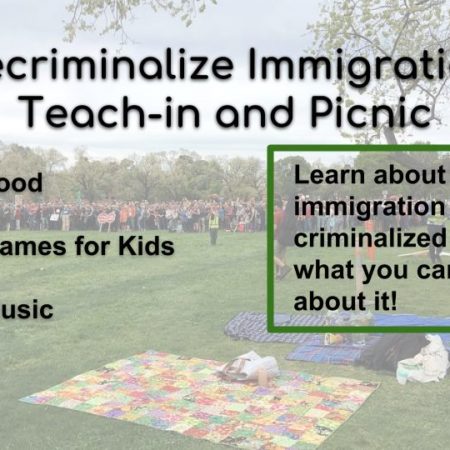 ecriminalize Immigratio
Teach-in and Picnic
ood
ames for Kids
usic
Learn about
immigration
criminalized
what you can
about it!